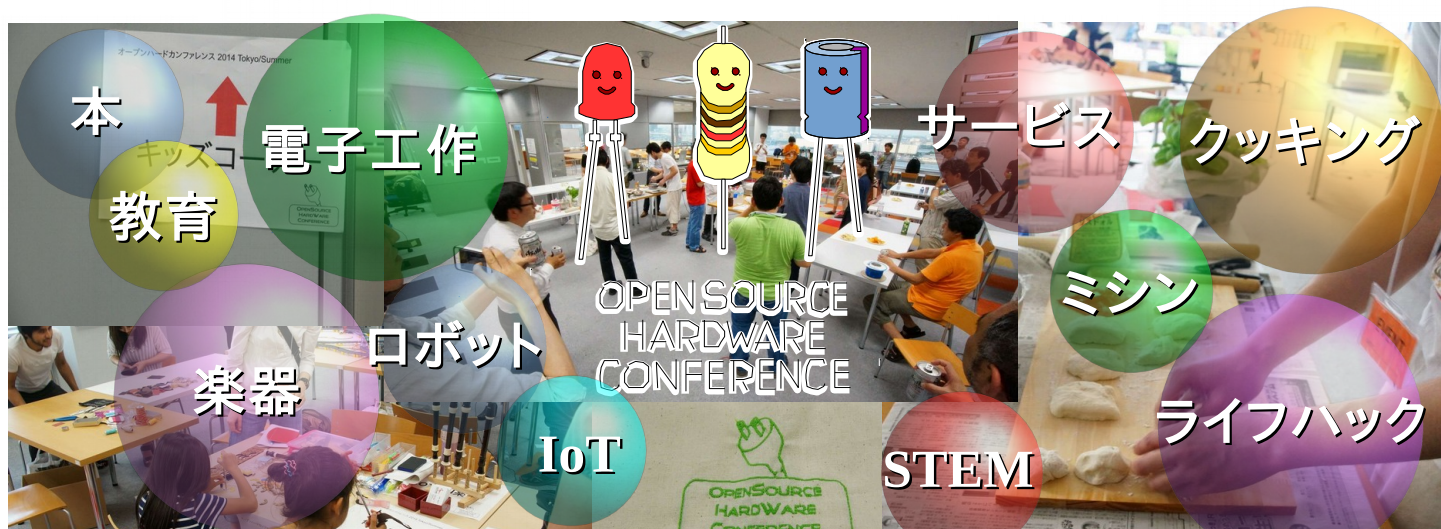 オープンハードカンファレンス 2014 Tokyo/Summer
本
キッズコー
電子工作
教育
OPENSOURCE
HARDWARE
CONFERENCE
サービス
クッキング
ミシン
OPEN SOURCE
HARDWARE
CONFERENCE
ロボット
楽器
ライフハック
IoT
STEM
OPENSOURCE
HARDWARE
CONFERENCE